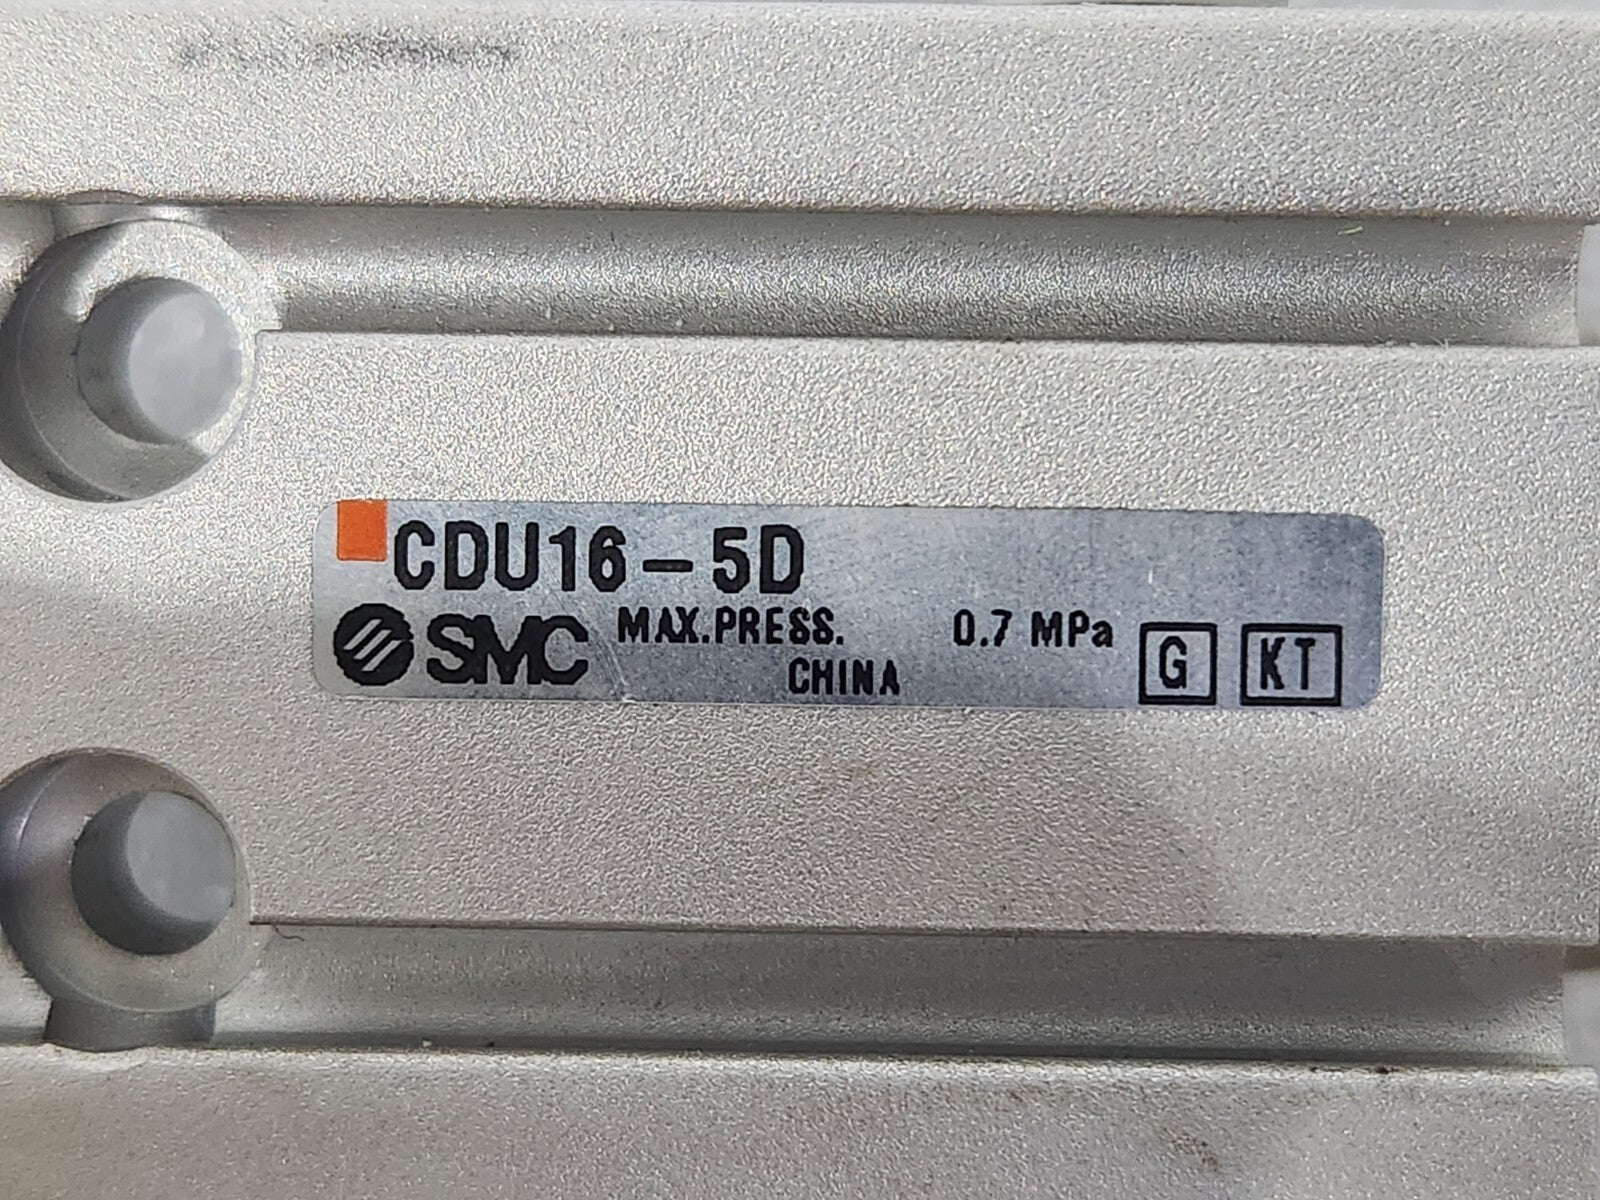 CDU16-5D
SMC MAX.PRESS. 0.7 MPa
CHINA G KT